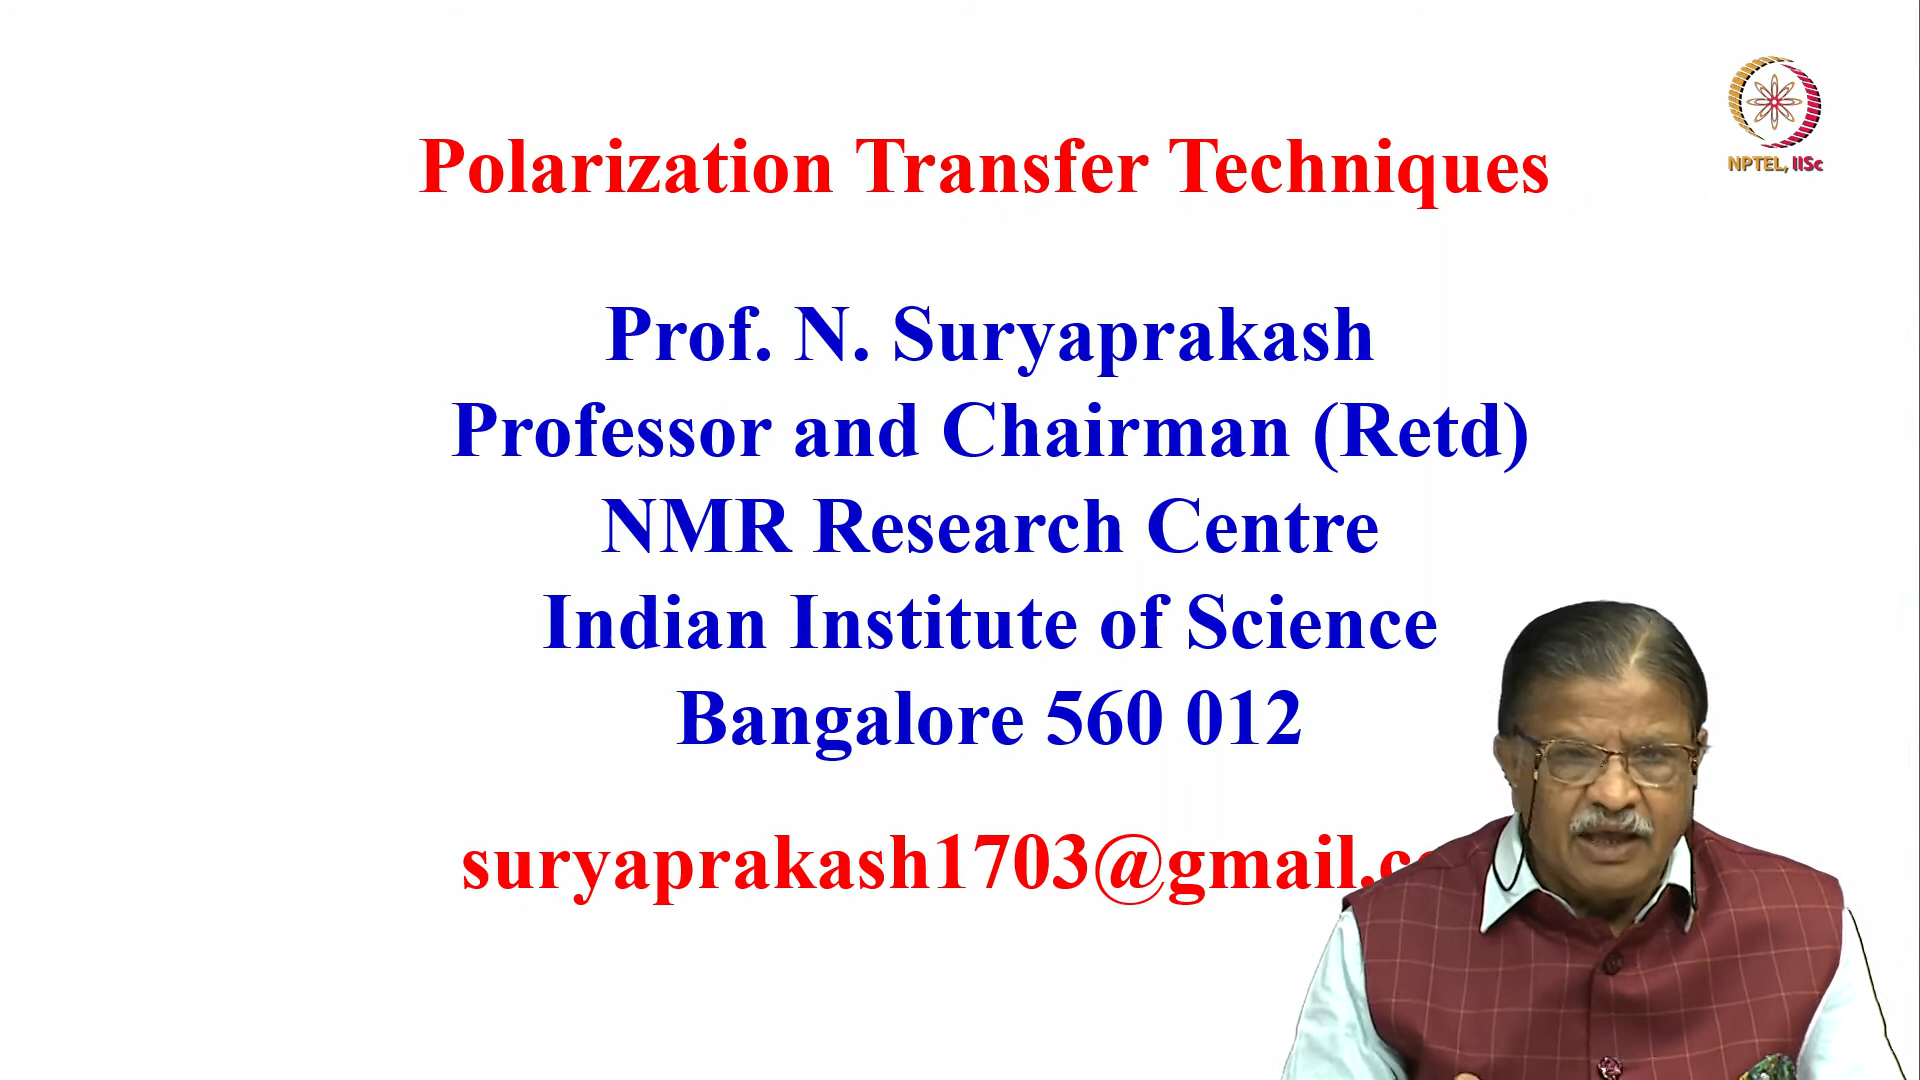 Polarization Transfer Techniques
NPTEL, IISc
Prof. N. Suryaprakash
Professor and Chairman (Retd)
NMR Research Centre
Indian Institute of Science
Bangalore 560 012
suryaprakash1703@gmail.c